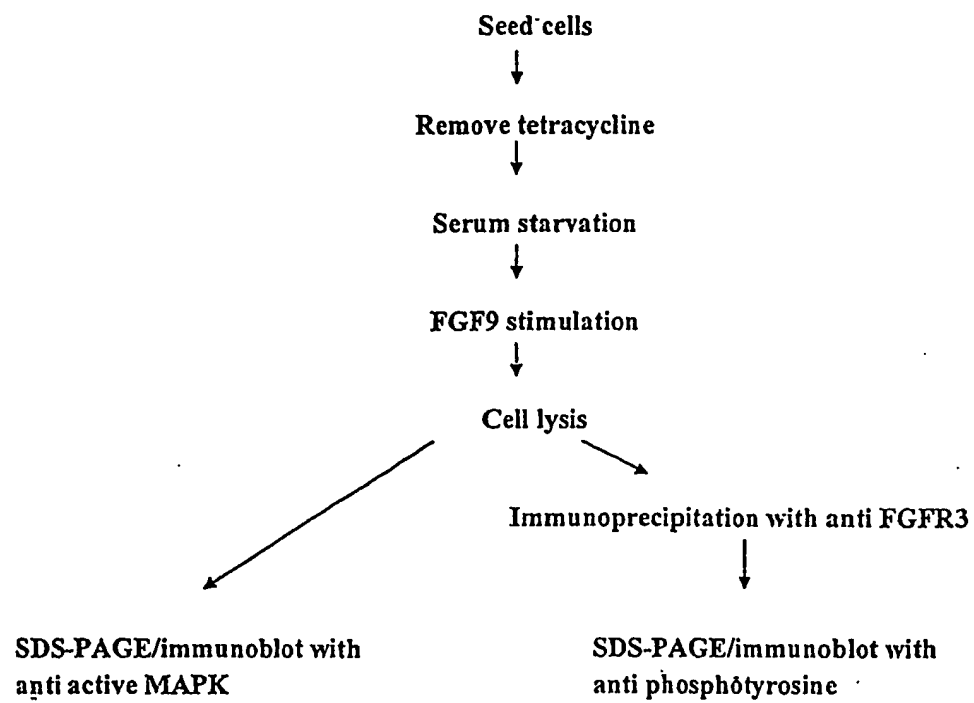 Seed cells
Remove tetracycline
Serum starvation
FGF9 stimulation
Cell lysis
Immunoprecipitation with anti FGFR3
SDS-PAGE/immunoblot with
anti active MAPK
SDS-PAGE/immunoblot with
anti phosphotyrosine